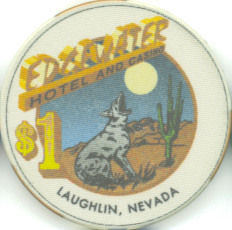 EDGEWATER
HOTEL AND CASINO
$1
LAUGHLIN, NEVADA